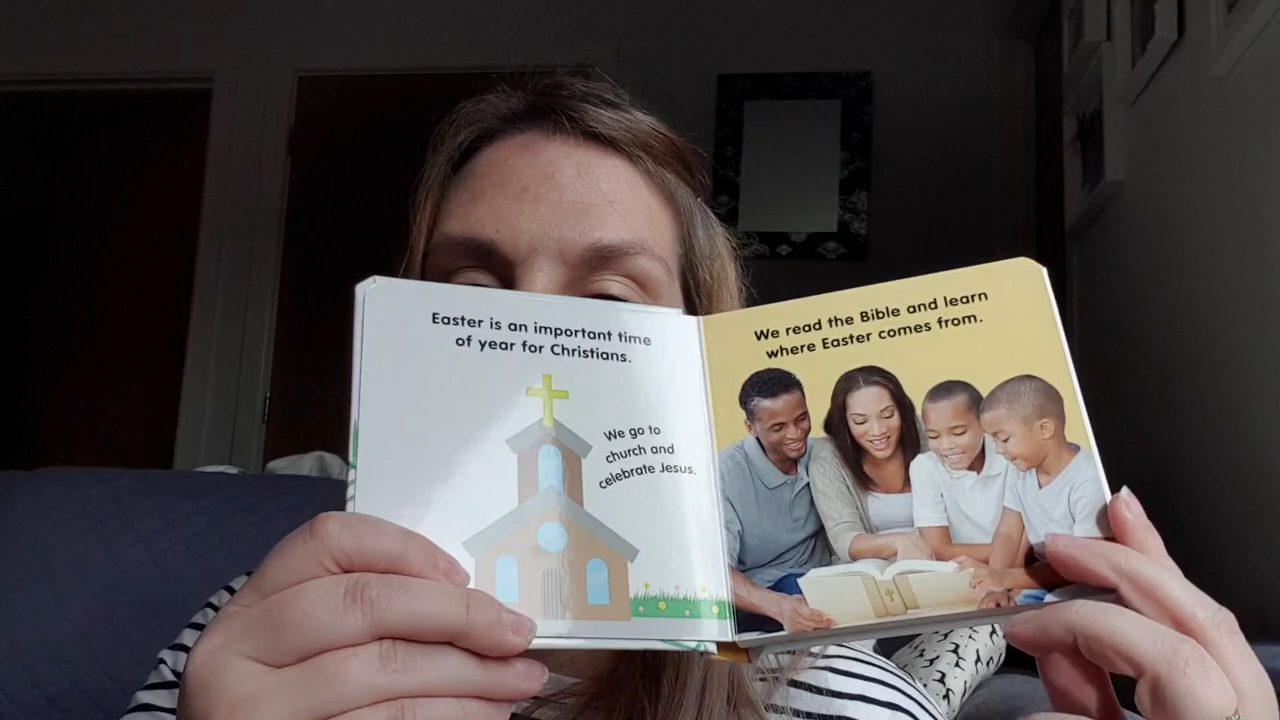 Easter is an important time
of year for Christians.
We go to
church and
celebrate Jesus.
We read the Bible and learn
where Easter comes from.